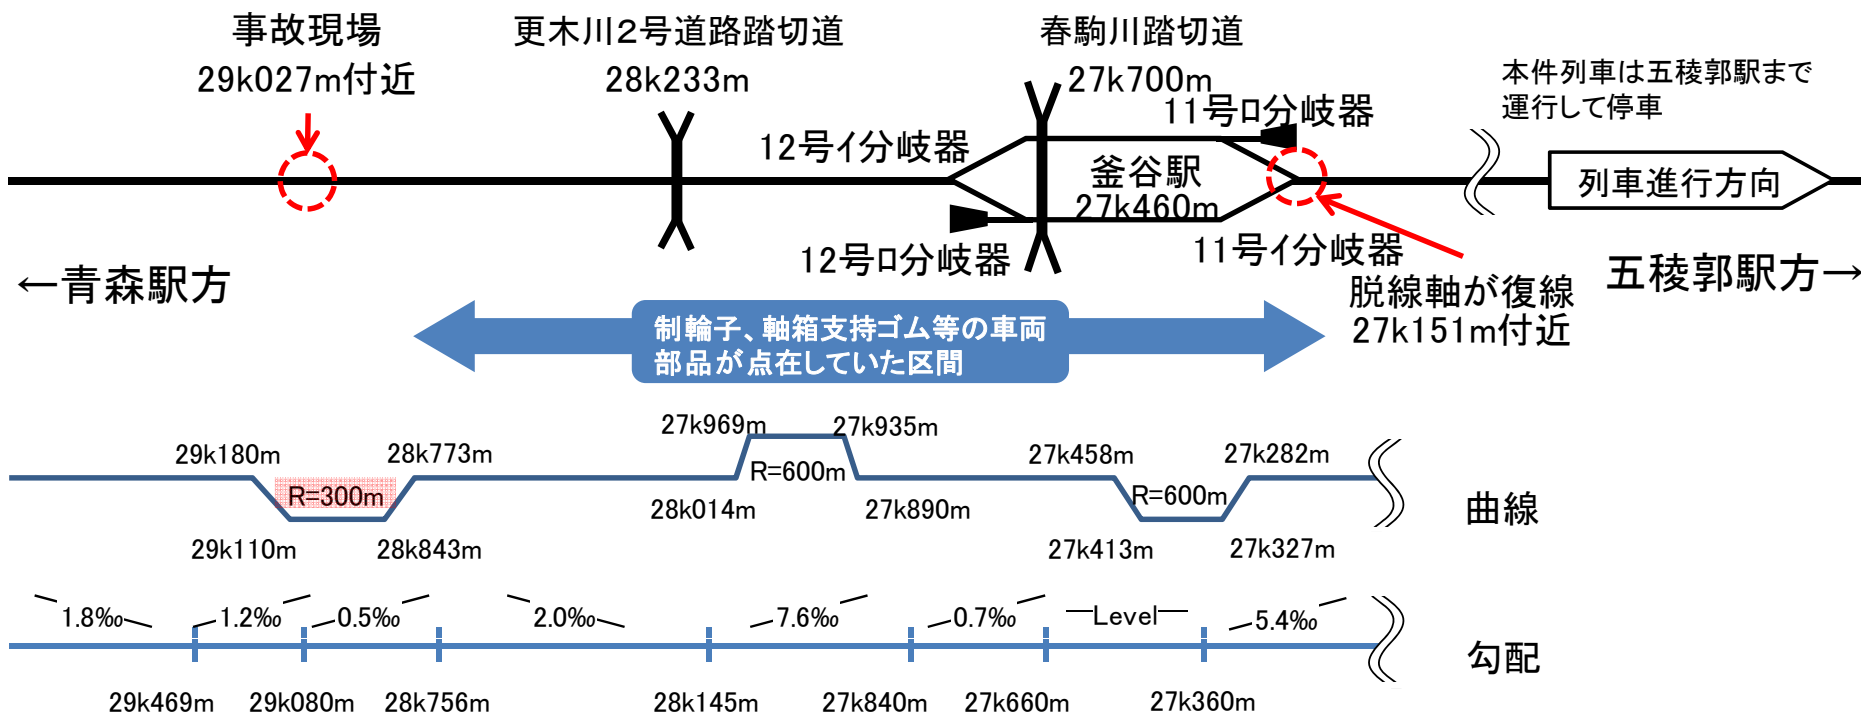 事故現場
29k027m付近
更木川2号道路踏切道
28k233m
春駒川踏切道
27k700m
本件列車は五稜郭駅まで
運行して停車
11号ロ分岐器
12号イ分岐器
釜谷駅
27k460m
列車進行方向
12号ロ分岐器
11号イ分岐器
←青森駅方
五稜郭駅方→
脱線軸が復線
27k151m付近
制輪子、軸箱支持ゴム等の車両
部品が点在していた区間
27k969m
27k935m
29k180m
28k773m
27k458m
27k282m
R=300m
R=600m
R=600m
28k014m
27k890m
曲線
29k110m
28k843m
27k413m
27k327m
1.8‰
1.2‰
0.5‰
2.0‰
7.6‰
0.7‰
Level
5.4‰
勾配
29k469m
29k080m
28k756m
28k145m
27k840m
27k660m
27k360m